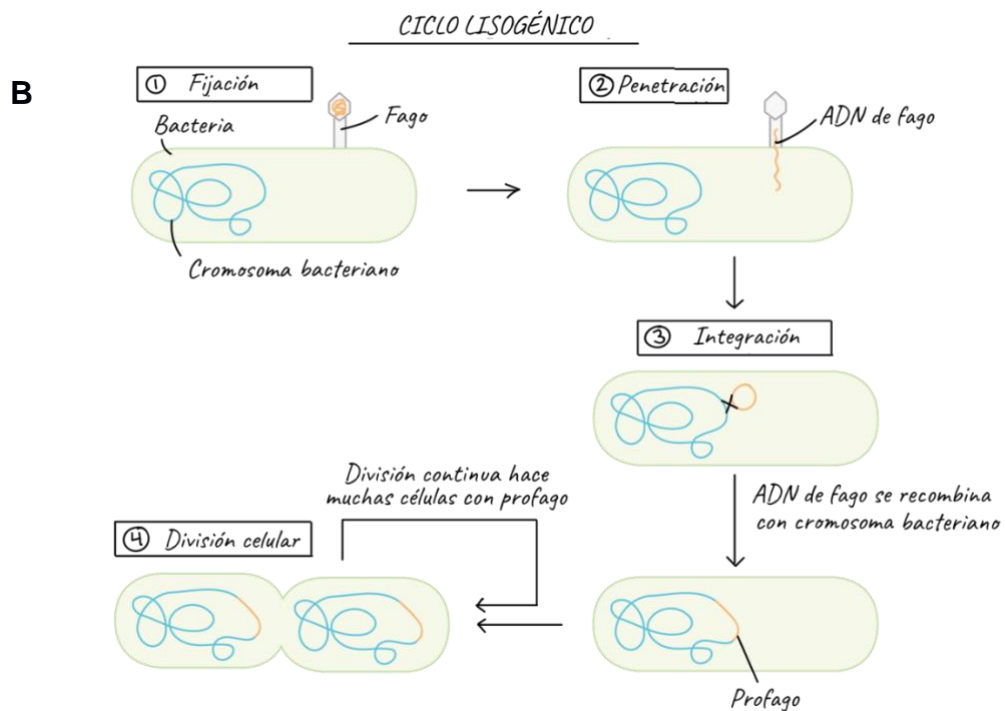 CICLO LISOGÉNICO
B
① Fijación
② Penetración
Bacteria
Fago
ADN de fago
Cromosoma bacteriano
③ Integración
ADN de fago se recombina
con cromosoma bacteriano
División continua hace
muchas células con profago
④ División celular
Profago